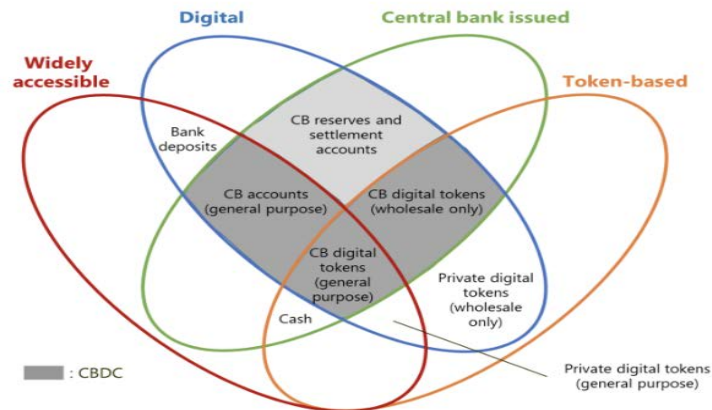 Digital
Central bank issued
Widely
accessible
Token-based
Bank
deposits
CB reserves and
settlement
accounts
CB accounts
(general purpose)
CB digital tokens
(wholesale only)
CB digital
tokens
(general
purpose)
Private digital
tokens
(wholesale
only)
Cash
Private digital tokens
(general purpose)
: CBDC